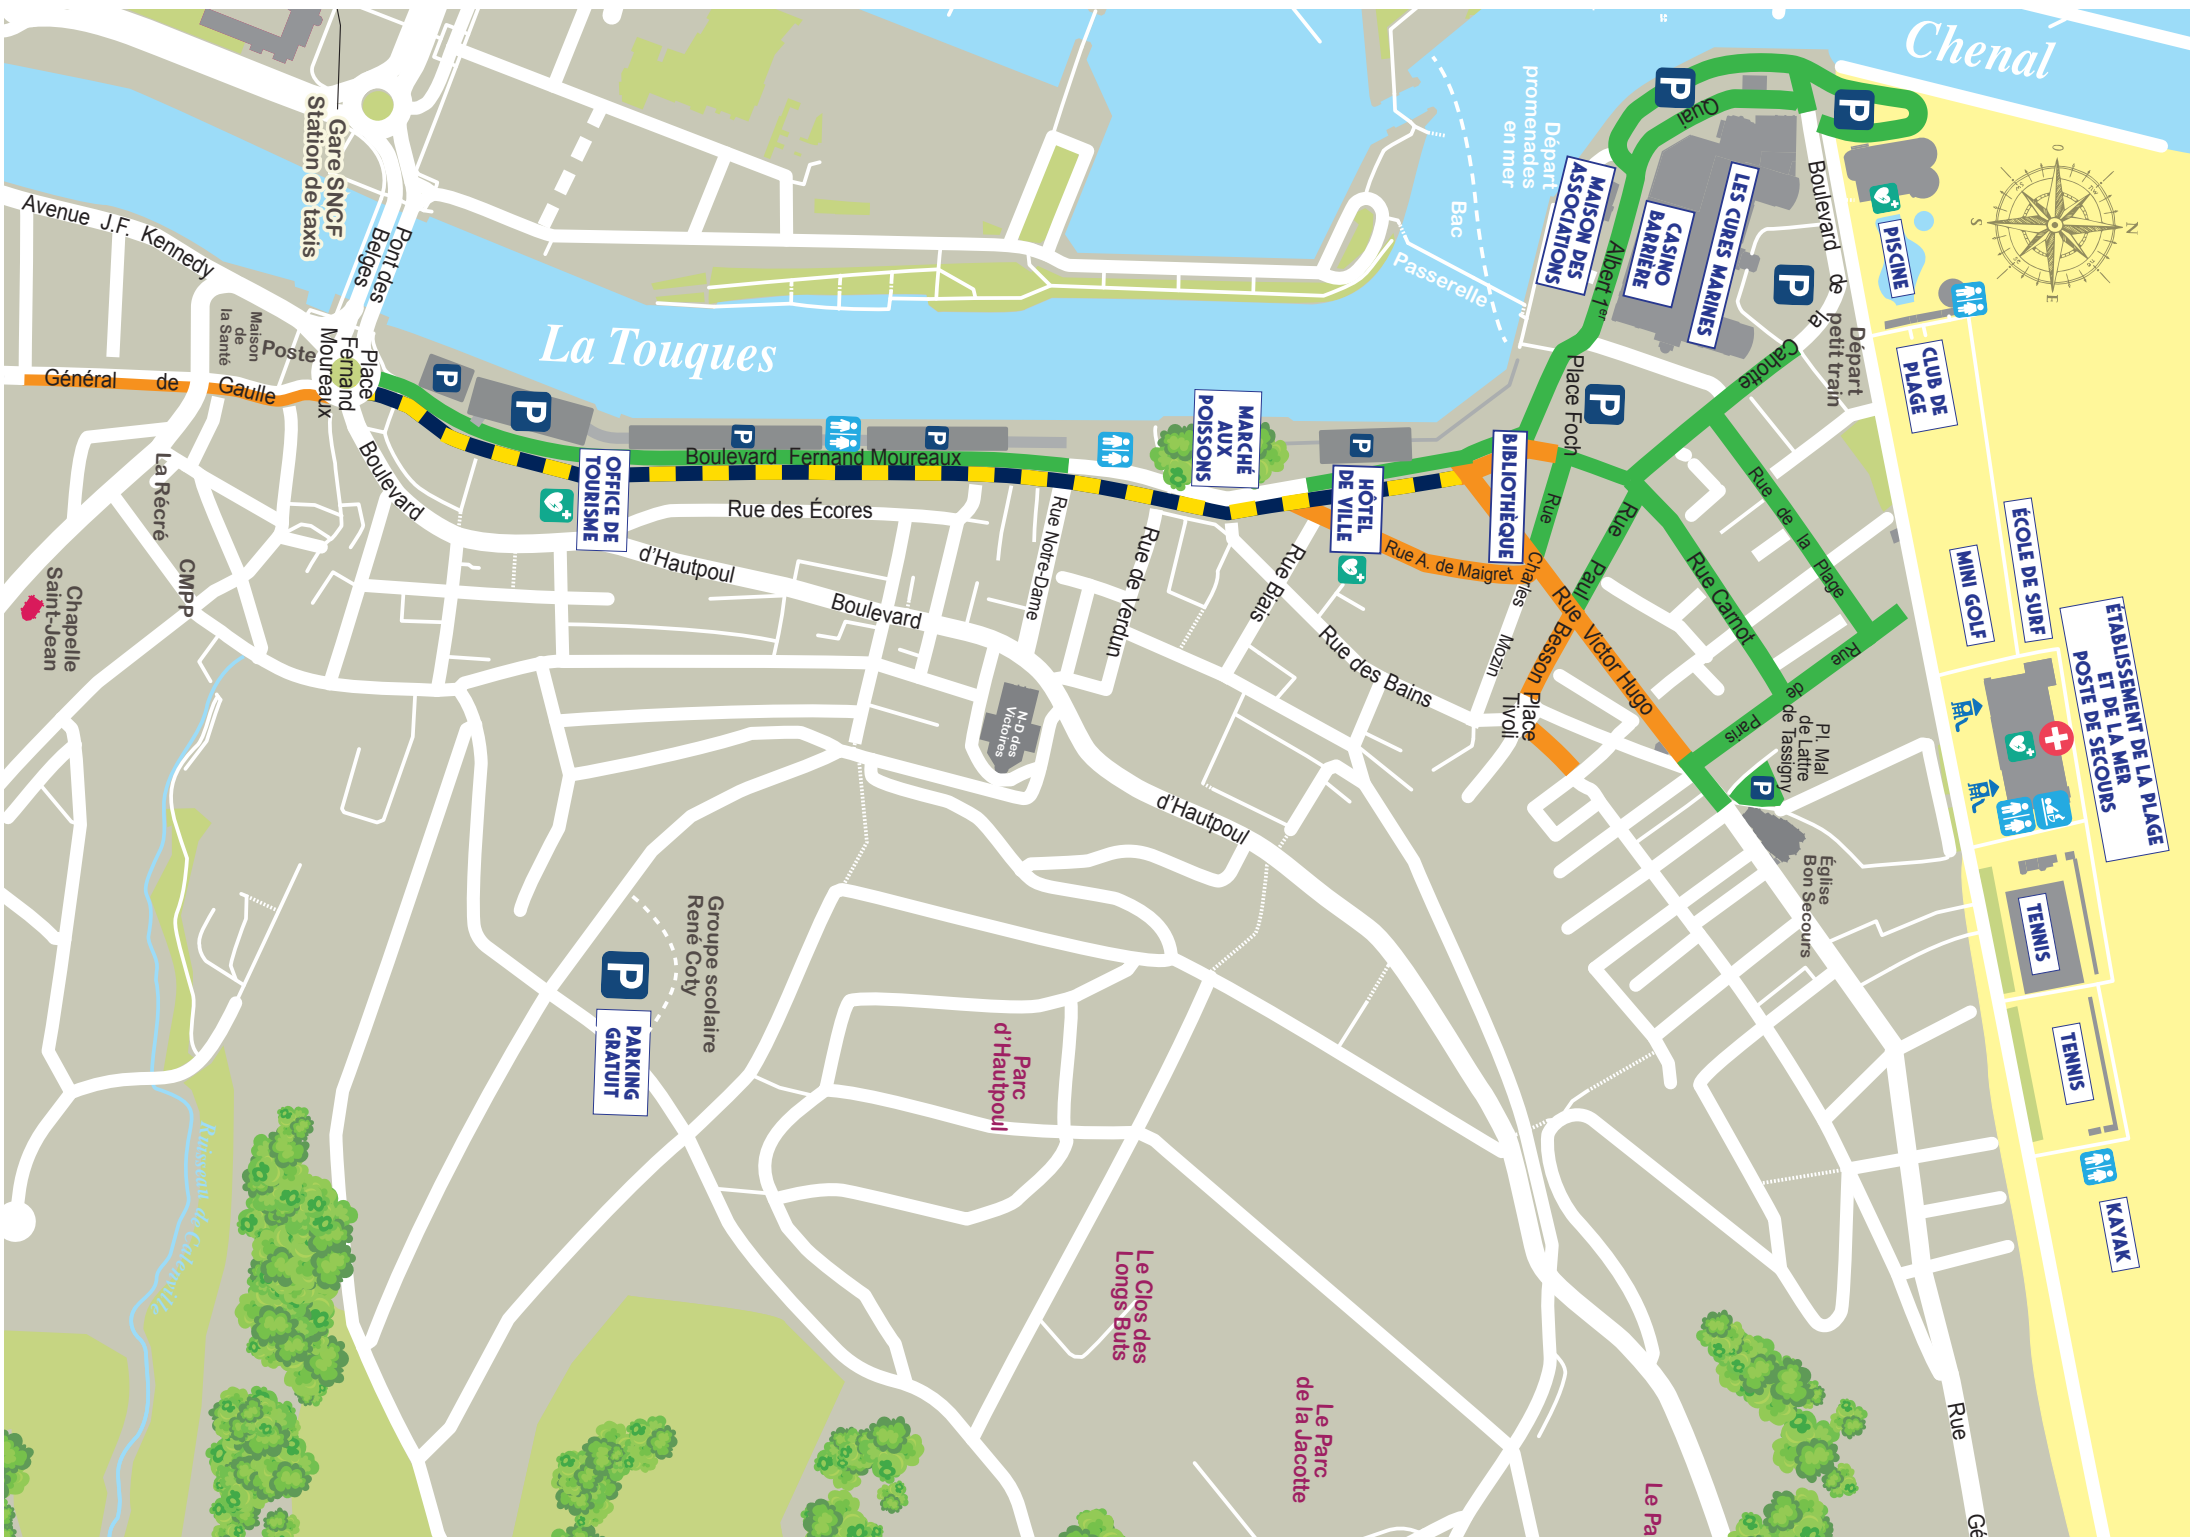 Chenal
Gare SNCF
Station de taxis
Avenue J.F. Kennedy
Pont des
Belges
Maison
de
la Santé
Poste
Place
Fernand
Moureaux
Général de Gaulle
La Touques
Départ
promenades
en mer
Bac
Passerelle
MAISON DES
ASSOCIATIONS
CASINO
BARRIÈRE
LES CURES MARINES
Quai
Albert 1er
Place Foch
Boulevard de la
Cahotte
Départ
petit train
PISCINE
CLUB DE
PLAGE
N
E
S
O
P
P
P
P
P
P
P
P
P
P
P
P
MARCHÉ
AUX
POISSONS
HÔTEL
DE VILLE
BIBLIOTHÈQUE
OFFICE DE
TOURISME
Boulevard Fernand Moureaux
Rue des Écores
Boulevard
d'Hautpoul
Boulevard
d'Hautpoul
Rue Notre-Dame
Rue de Verdun
Rue Biais
Rue des Bains
Rue A. de Maigret
Rue
Charles
Mozin
Rue
Paul
Besson
Place
Tivoli
Rue Victor Hugo
Rue Carnot
Rue de la Plage
Rue
de
Paris
Pl. Mal
de Lattre
de Tassigny
Église
Bon Secours
N-D des
Victoires
La Récré
CMPP
Chapelle
Saint-Jean
Groupe scolaire
René Coty
PARKING
GRATUIT
Parc
d'Hautpoul
Le Clos des
Longs Buts
Le Parc
de la Jacotte
Le Pa
Ruisseau de Callenville
MINI GOLF
ÉCOLE DE SURF
ÉTABLISSEMENT DE LA PLAGE
ET DE LA MER
POSTE DE SECOURS
TENNIS
TENNIS
KAYAK
Rue
Gé